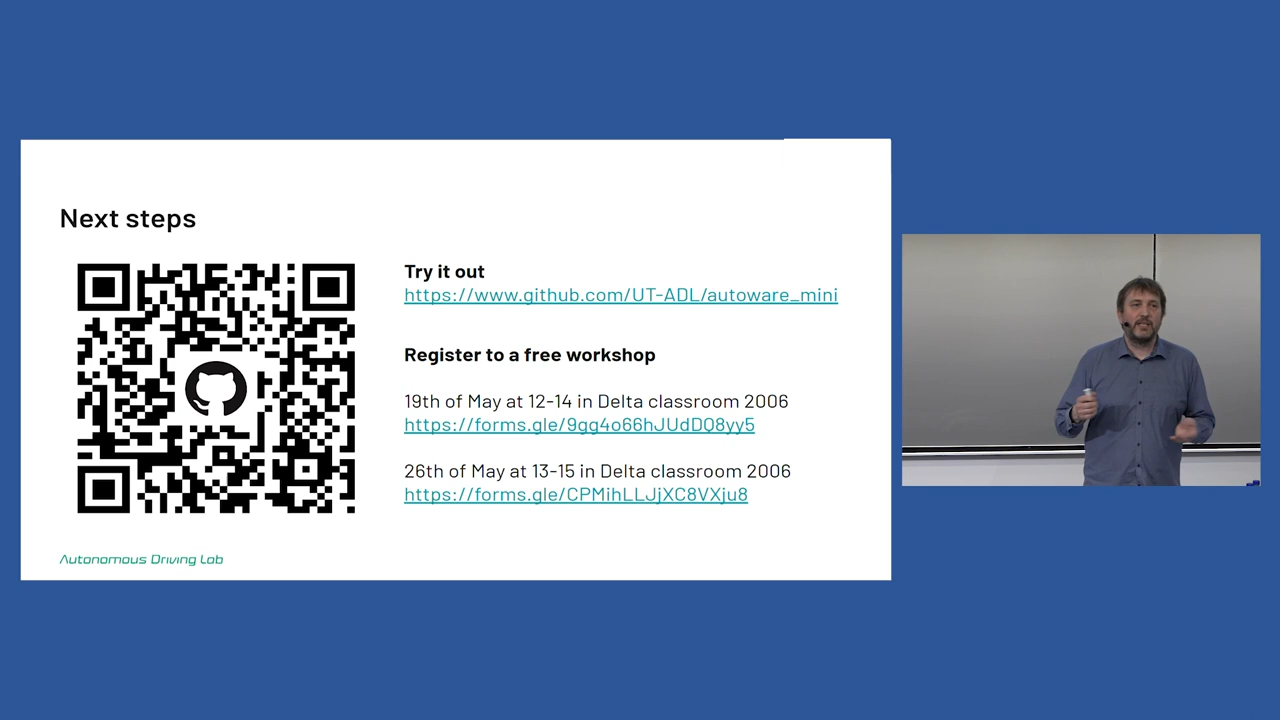 Next steps
Try it out
https://www.github.com/UT-ADL/autoware_mini
Register to a free workshop
19th of May at 12-14 in Delta classroom 2006
https://forms.gle/9gg4o66hJUdDQ8yy5
26th of May at 13-15 in Delta classroom 2006
https://forms.gle/CPMihLLJjXC8VXju8
Autonomous Driving Lab